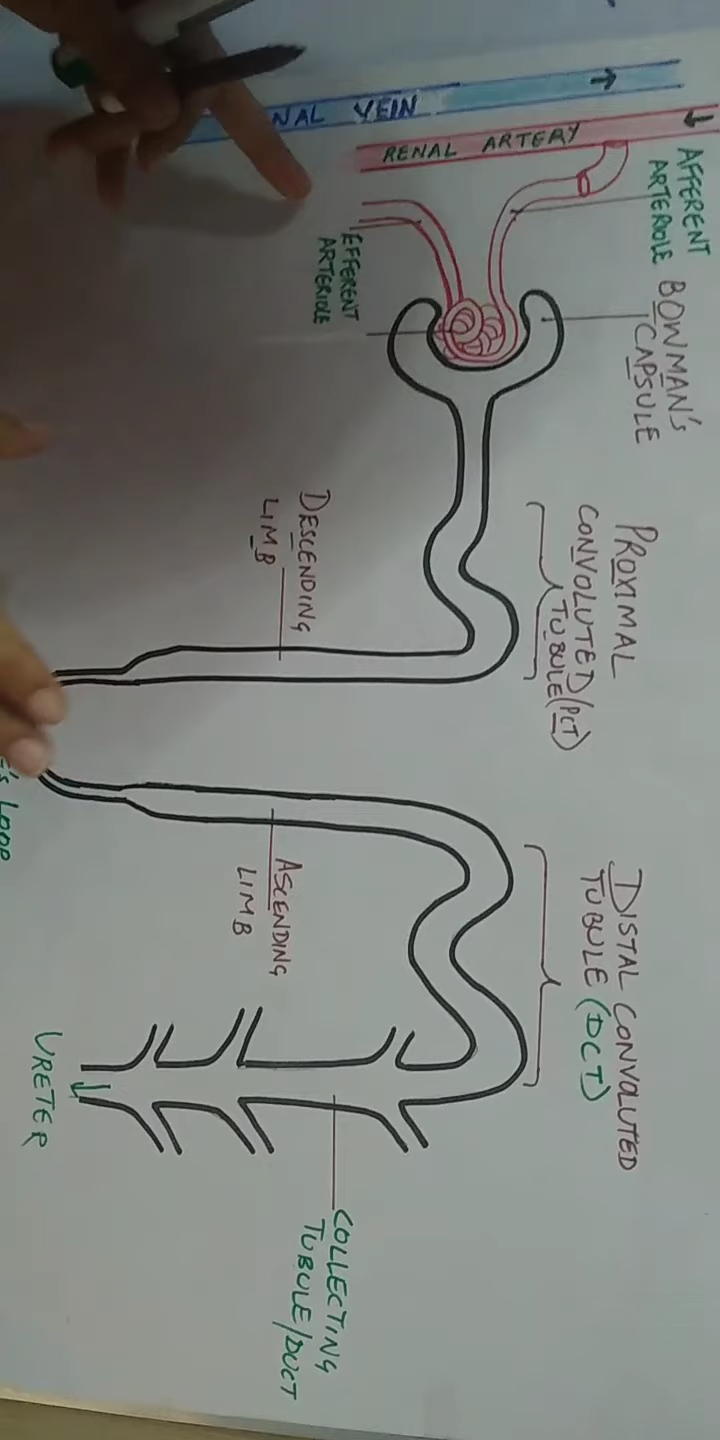 NAL VEIN
RENAL ARTERY
AFFERENT
ARTERIOLE
EFFERENT
ARTERIOLE
BOWMAN'S
CAPSULE
PROXIMAL
CONVOLUTED
TUBULE (PCT)
DESCENDING
LIMB
'S LOOP
ASCENDING
LIMB
DISTAL CONVOLUTED
TUBULE (DCT)
COLLECTING
TUBULE/DUCT
URETER